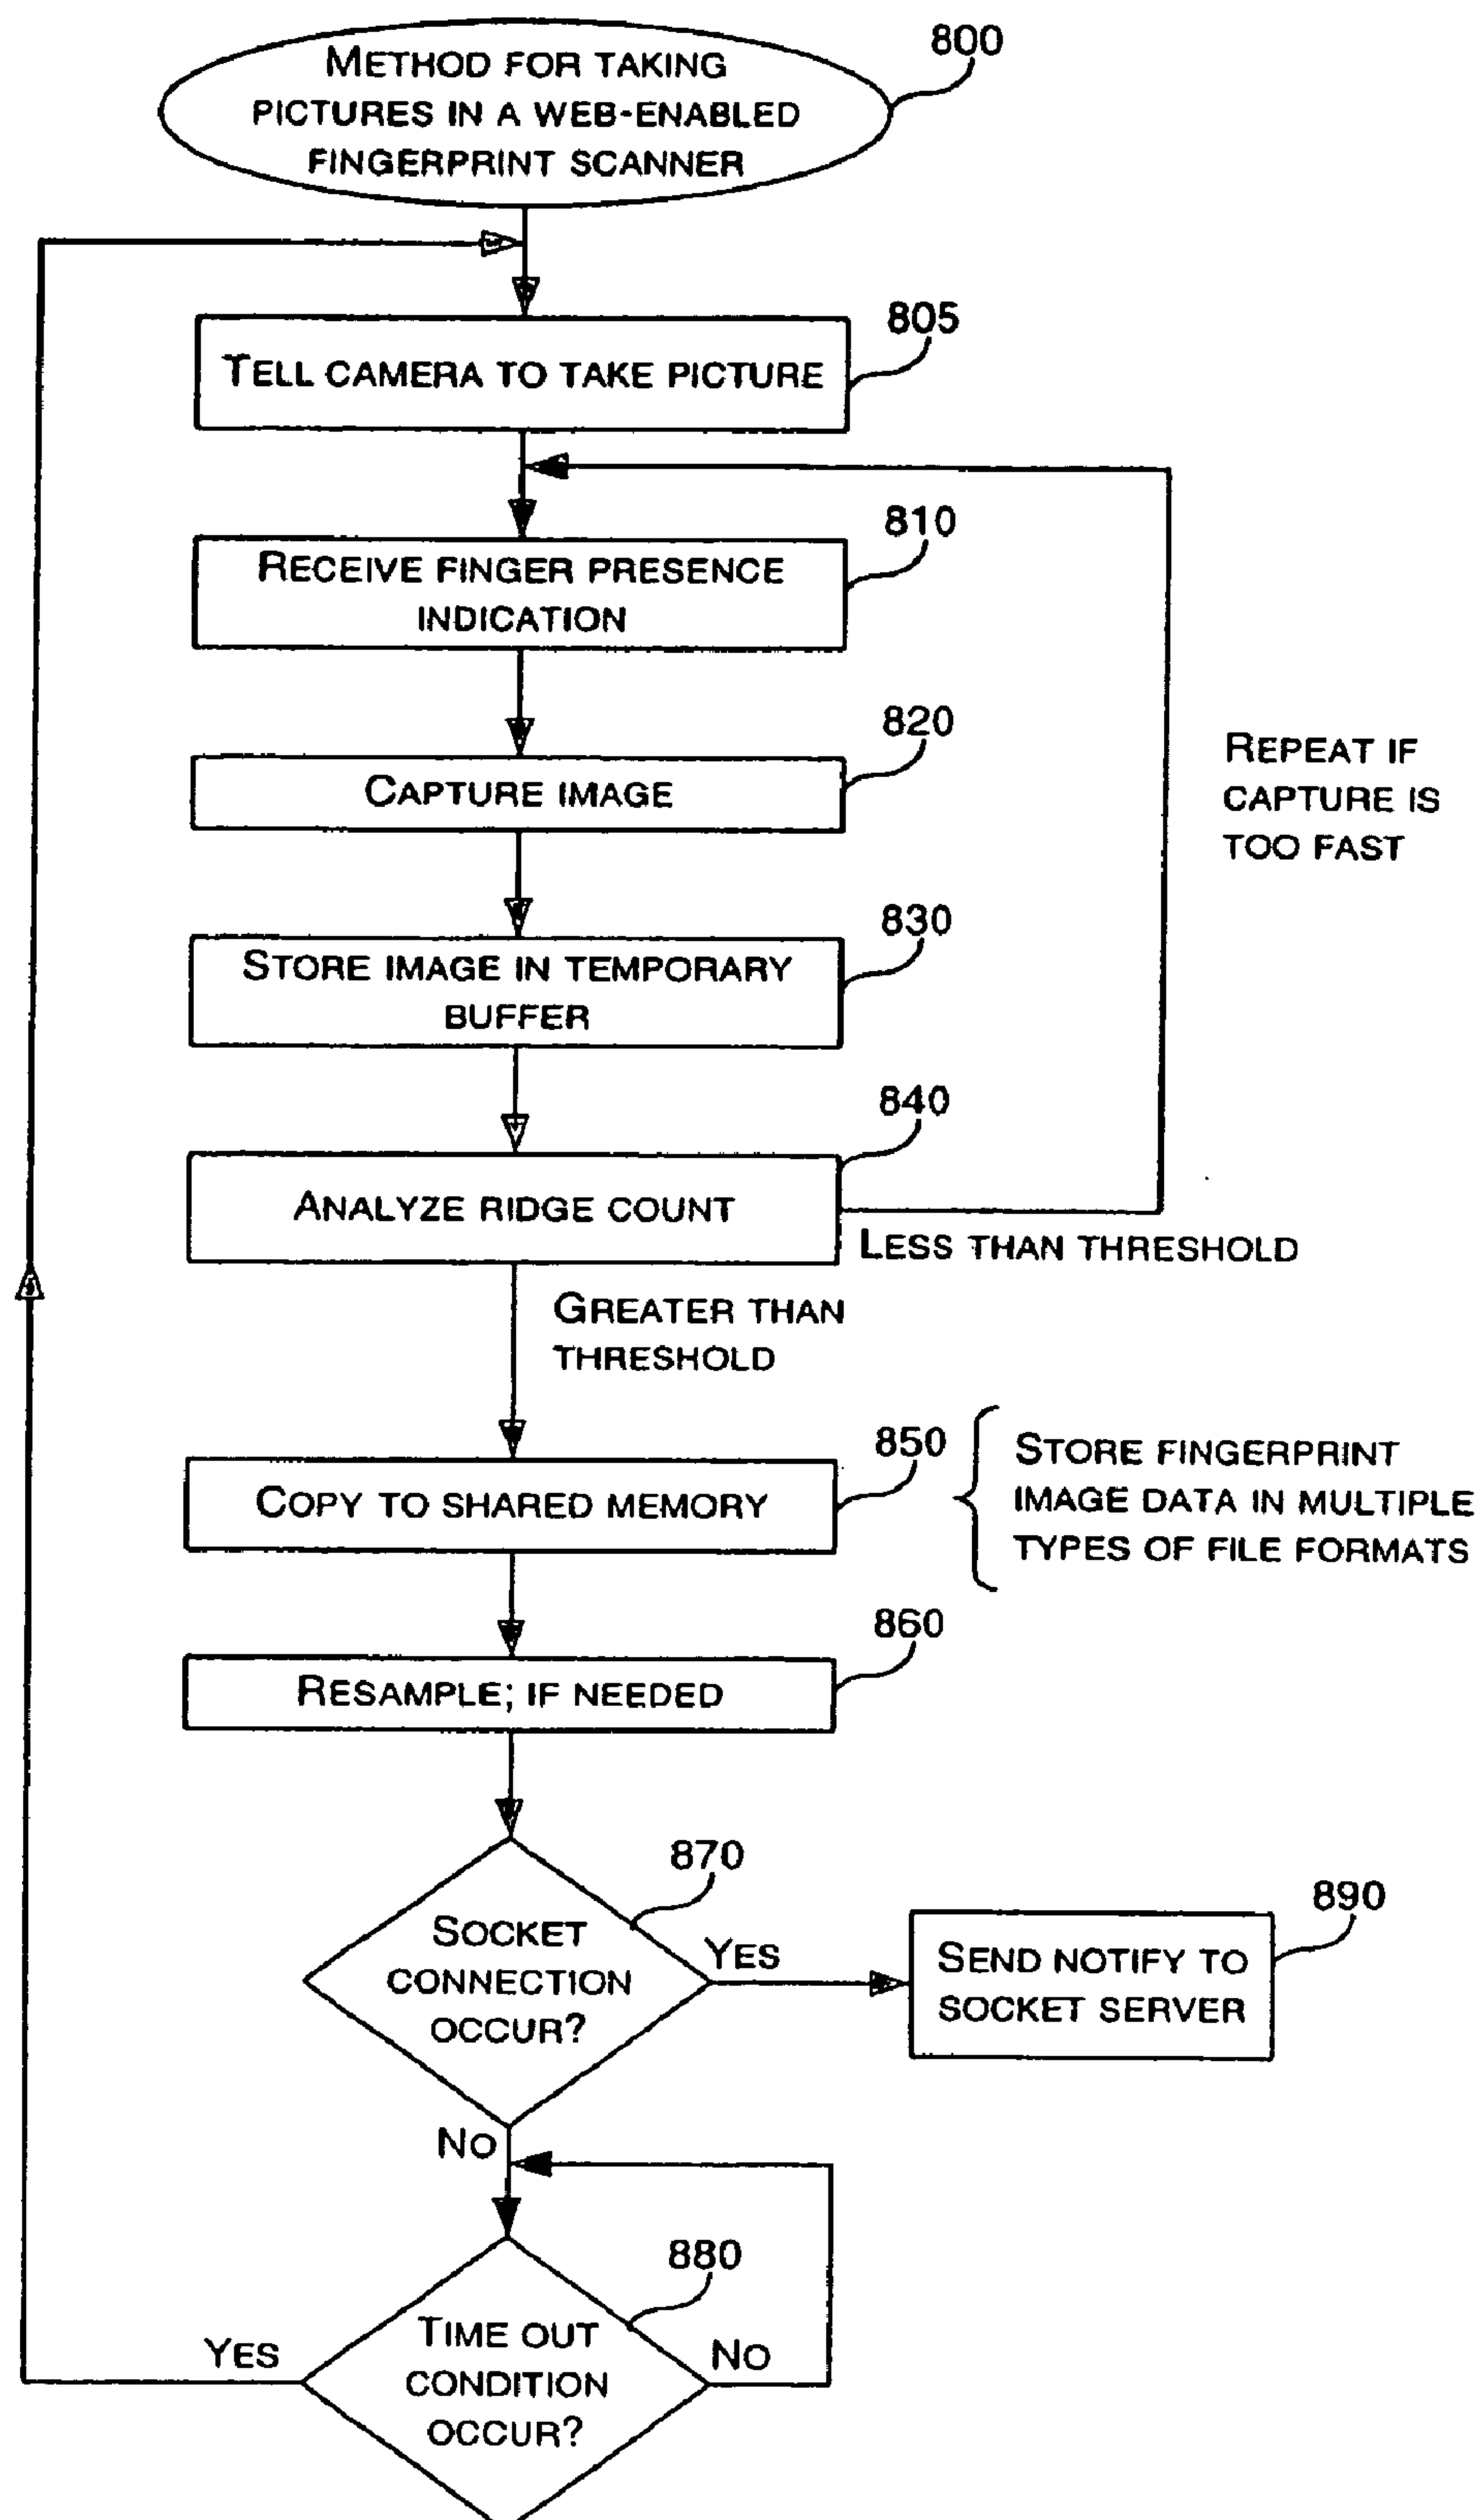 METHOD FOR TAKING
PICTURES IN A WEB-ENABLED
FINGERPRINT SCANNER
800
TELL CAMERA TO TAKE PICTURE
805
RECEIVE FINGER PRESENCE
INDICATION
810
CAPTURE IMAGE
820
REPEAT IF
CAPTURE IS
TOO FAST
STORE IMAGE IN TEMPORARY
BUFFER
830
ANALYZE RIDGE COUNT
840
LESS THAN THRESHOLD
GREATER THAN
THRESHOLD
COPY TO SHARED MEMORY
850
STORE FINGERPRINT
IMAGE DATA IN MULTIPLE
TYPES OF FILE FORMATS
RESAMPLE; IF NEEDED
860
SOCKET
CONNECTION
OCCUR?
870
YES
SEND NOTIFY TO
SOCKET SERVER
890
NO
TIME OUT
CONDITION
OCCUR?
880
YES
NO